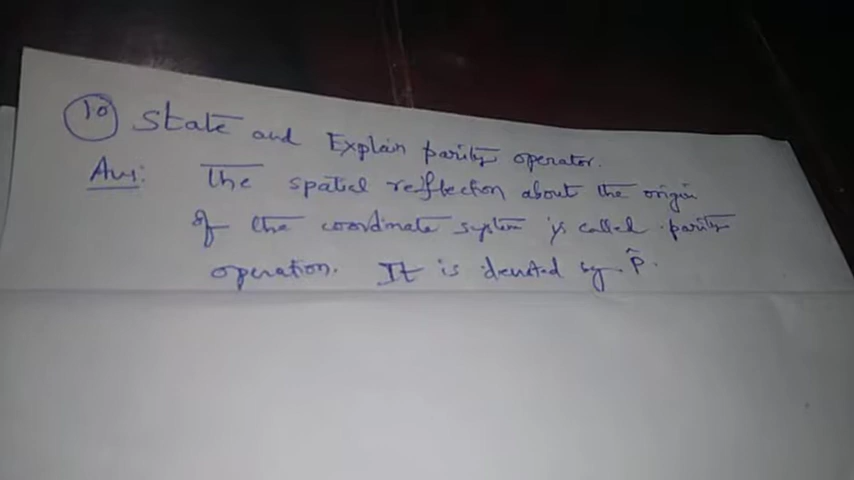 10 State and Explain parity operator.
Ans: The spatial reflection about the origin
of the coordinate system is called parity
operation. It is denoted by P̂.